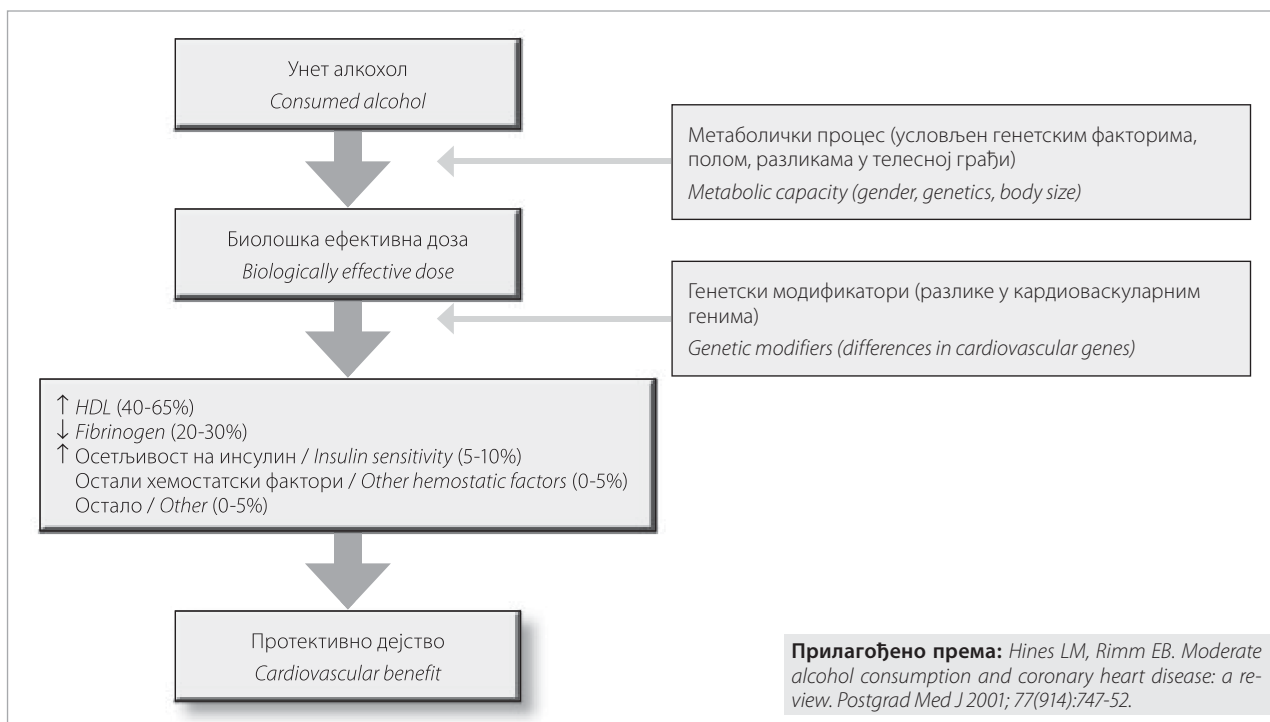 Унет алкохол
Consumed alcohol
Метаболички процес (условљен генетским факторима,
полом, разликама у телесној грађи)
Metabolic capacity (gender, genetics, body size)
Биолошка ефективна доза
Biologically effective dose
Генетски модификатори (разлике у кардиоваскуларним
генима)
Genetic modifiers (differences in cardiovascular genes)
↑ HDL (40-65%)
↓ Fibrinogen (20-30%)
↑ Осетљивост на инсулин / Insulin sensitivity (5-10%)
Остали хемостатски фактори / Other hemostatic factors (0-5%)
Остало / Other (0-5%)
Протективно дејство
Cardiovascular benefit
Прилагођено према: Hines LM, Rimm EB. Moderate
alcohol consumption and coronary heart disease: a re-
view. Postgrad Med J 2001; 77(914):747-52.